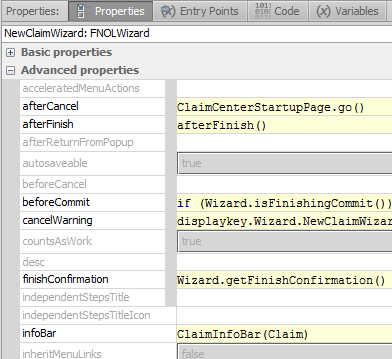 Properties: Properties Entry Points Code Variables
NewClaimWizard: FNOLWizard
Basic properties
Advanced properties
acceleratedMenuActions
afterCancel ClaimCenterStartupPage.go()
afterFinish afterFinish()
afterReturnFromPopup
autosaveable true
beforeCancel
beforeCommit if (Wizard.isFinishingCommit())
cancelWarning displaykey.Wizard.NewClaimWizar
countsAsWork true
desc
finishConfirmation Wizard.getFinishConfirmation()
independentStepsTitle
independentStepsTitleIcon
infoBar ClaimInfoBar(Claim)
inheritMenuLinks false